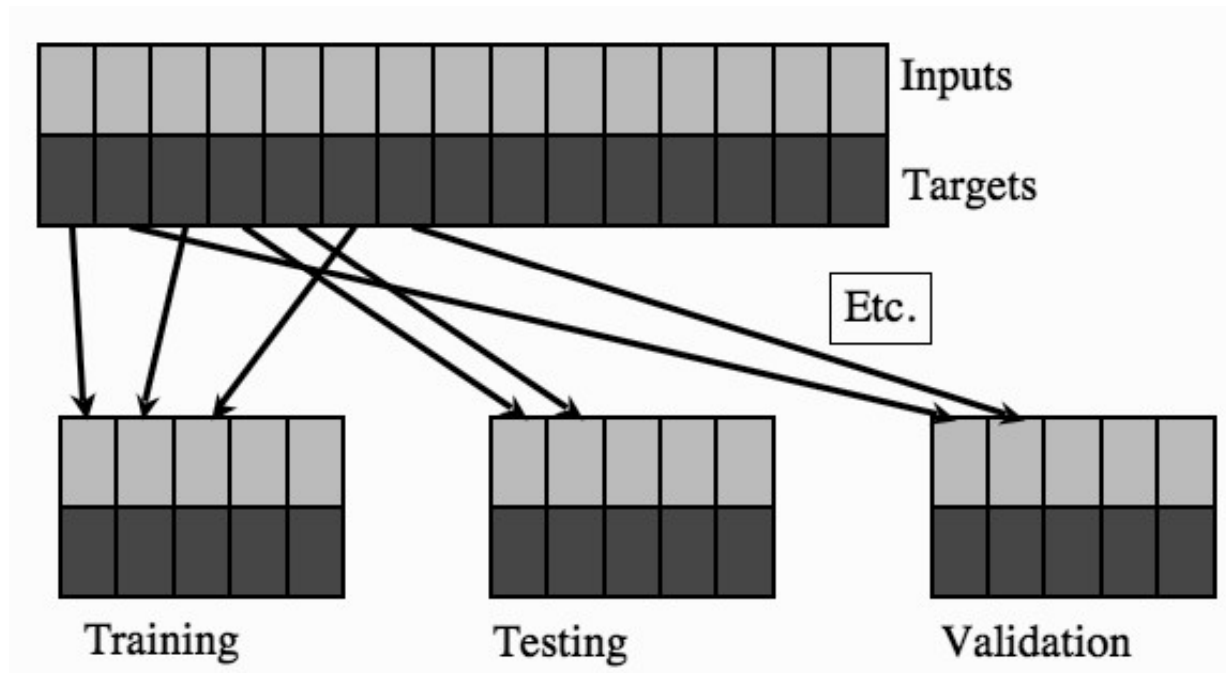 Inputs
Targets
Etc.
Training
Testing
Validation